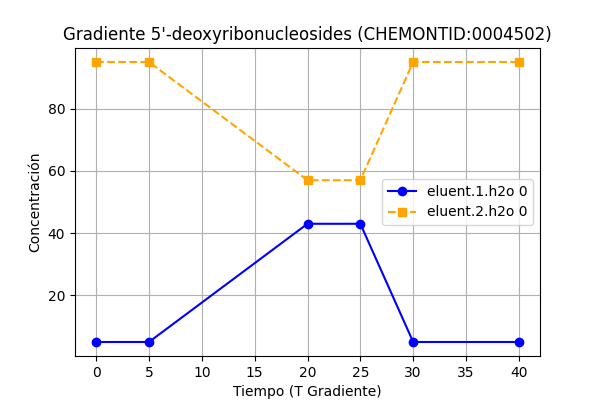 Gradiente 5'-deoxyribonucleosides (CHEMONTID:0004502)
Concentración
80
60
40
20
eluent.1.h2o 0
eluent.2.h2o 0
0 5 10 15 20 25 30 35 40
Tiempo (T Gradiente)